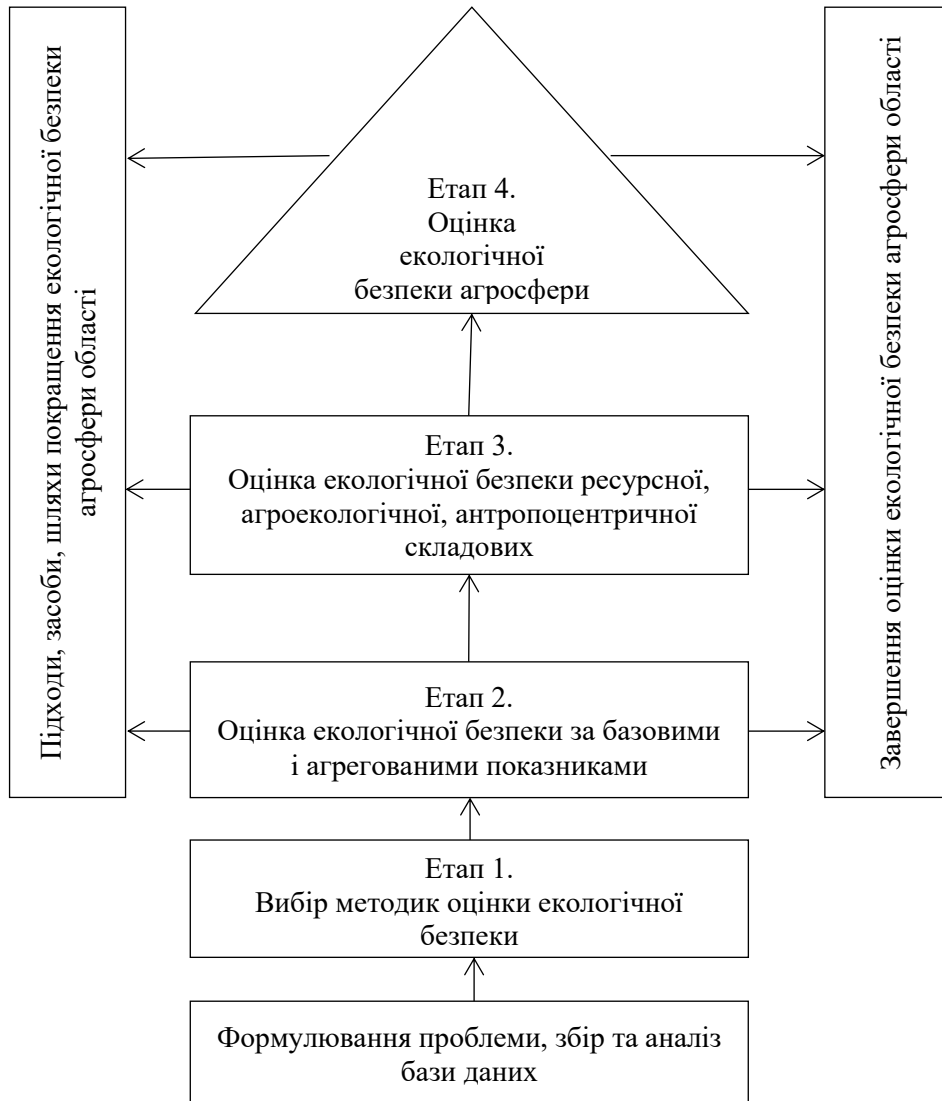 Підходи, засоби, шляхи покращення екологічної безпеки
агросфери області
Етап 4.
Оцінка
екологічної
безпеки агросфери
Етап 3.
Оцінка екологічної безпеки ресурсної,
агроекологічної, антропоцентричної
складових
Етап 2.
Оцінка екологічної безпеки за базовими
і агрегованими показниками
Етап 1.
Вибір методик оцінки екологічної
безпеки
Формулювання проблеми, збір та аналіз
бази даних
Завершення оцінки екологічної безпеки агросфери області